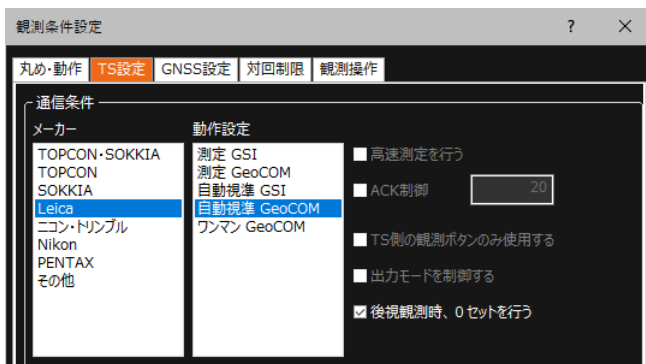 観測条件設定 ? ×
丸め・動作 TS設定 GNSS設定 対回制限 観測操作
通信条件
メーカー
TOPCON・SOKKIA
TOPCON
SOKKIA
Leica
ニコン・トリンブル
Nikon
PENTAX
その他
動作設定
測定 GSI
測定 GeoCOM
自動視準 GSI
自動視準 GeoCOM
ワンマン GeoCOM
高速測定を行う
ACK制御 20
TS側の観測ボタンのみ使用する
出力モードを制御する
後視観測時、0セットを行う